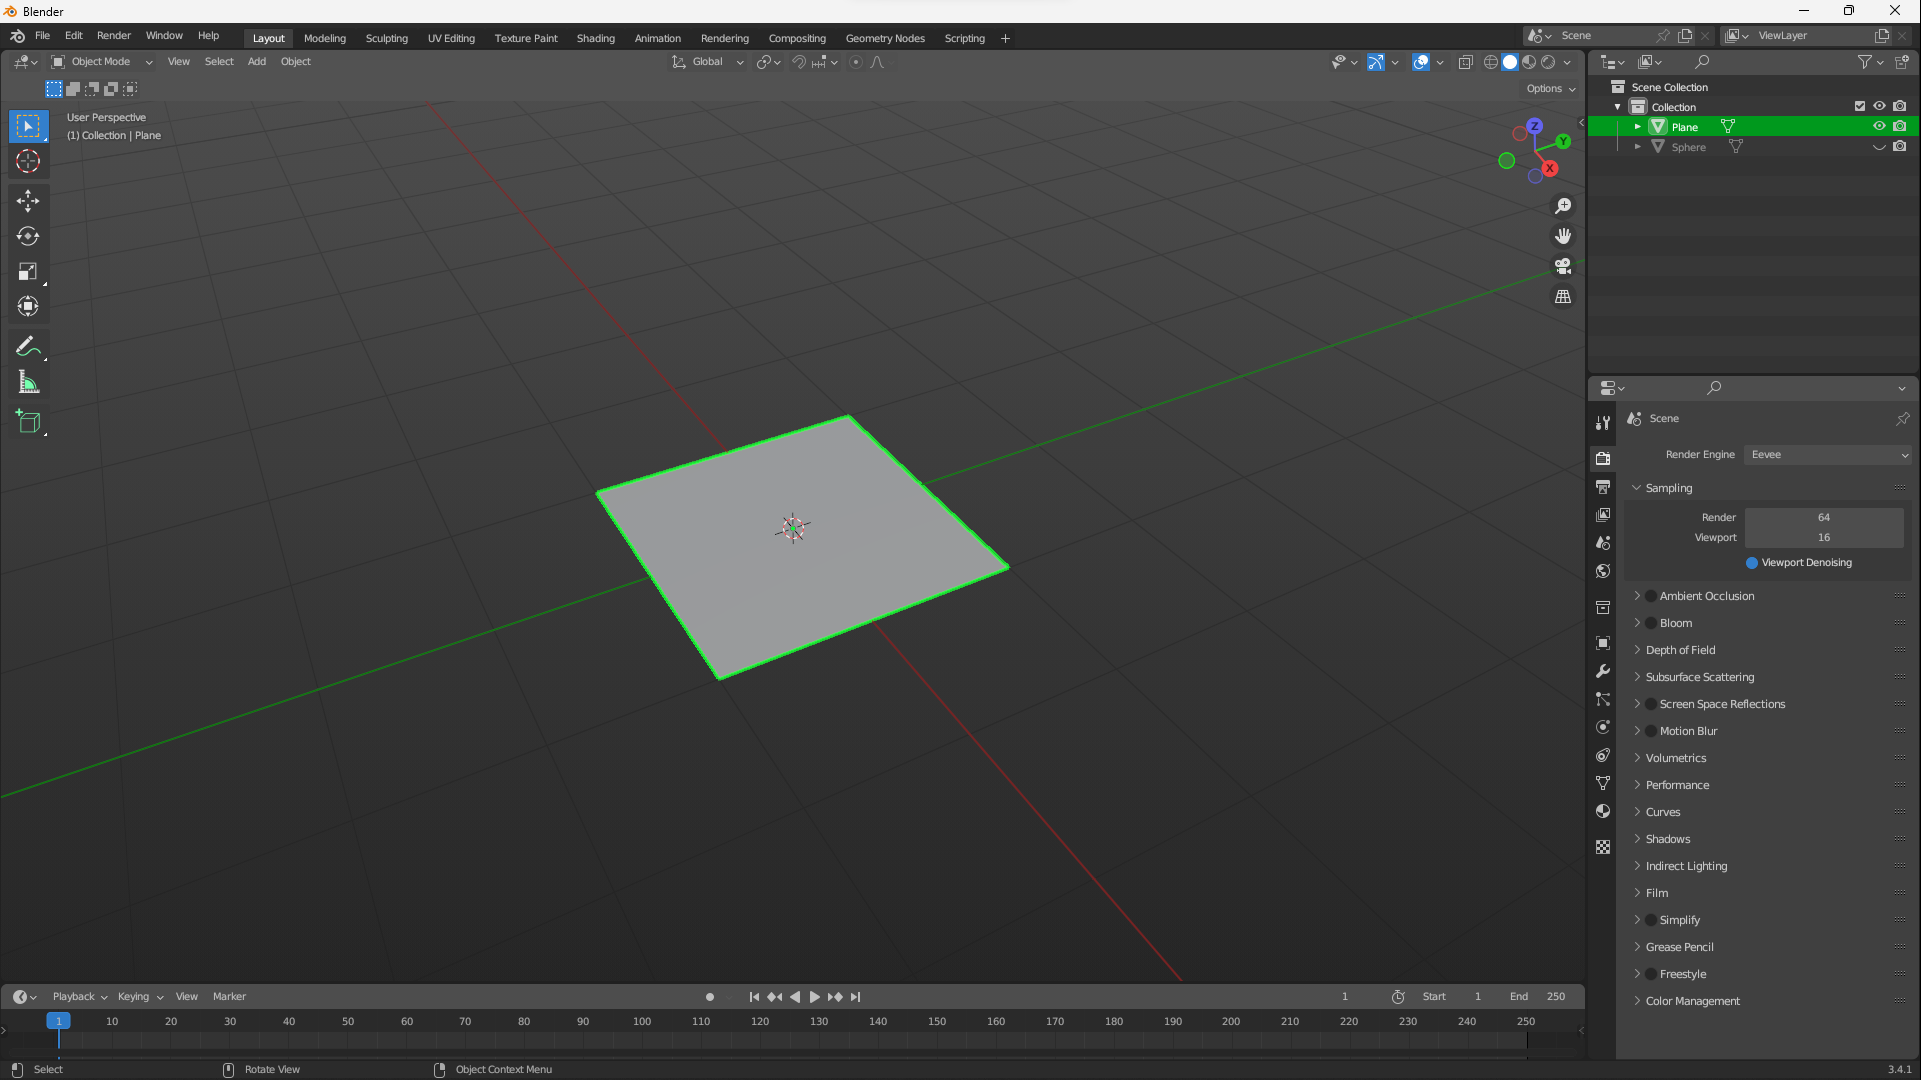 Blender
File Edit Render Window Help Layout Modeling Sculpting UV Editing Texture Paint Shading Animation Rendering Compositing Geometry Nodes Scripting + Scene ViewLayer
Object Mode View Select Add Object Global
Options
User Perspective
(1) Collection | Plane
Z
Y
X
Scene Collection
Collection
Plane
Sphere
Scene
Render Engine Eevee
Sampling
Render 64
Viewport 16
Viewport Denoising
Ambient Occlusion
Bloom
Depth of Field
Subsurface Scattering
Screen Space Reflections
Motion Blur
Volumetrics
Performance
Curves
Shadows
Indirect Lighting
Film
Simplify
Grease Pencil
Freestyle
Color Management
Playback Keying View Marker 1 Start 1 End 250
1 10 20 30 40 50 60 70 80 90 100 110 120 130 140 150 160 170 180 190 200 210 220 230 240 250
Select Rotate View Object Context Menu 3.4.1